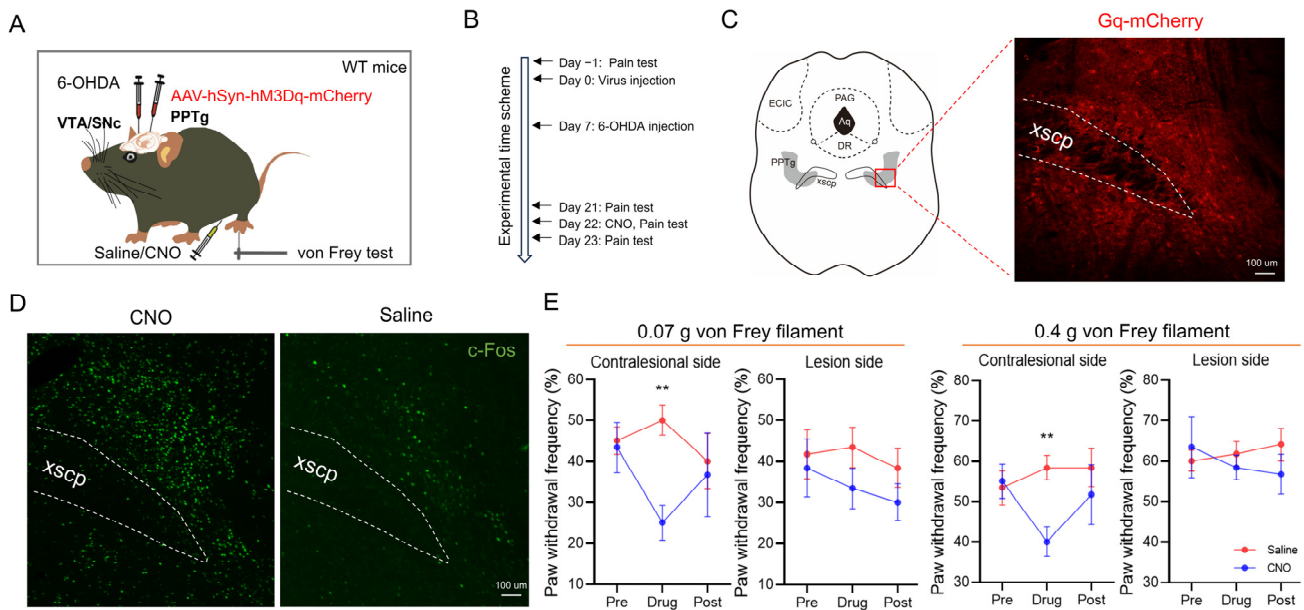 A
WT mice
6-OHDA
AAV-hSyn-hM3Dq-mCherry
VTA/SNc
PPTg
Saline/CNO
von Frey test
B
Experimental time scheme
Day −1: Pain test
Day 0: Virus injection
Day 7: 6-OHDA injection
Day 21: Pain test
Day 22: CNO, Pain test
Day 23: Pain test
C
Gq-mCherry
ECIC
PAG
Aq
DR
PPTg
xscp
xscp
100 um
D
CNO
Saline
c-Fos
xscp
xscp
100 um
E
0.07 g von Frey filament
Contralesional side
Paw withdrawal frequency (%)
60
50
40
30
20
10
**
Pre Drug Post
Lesion side
Paw withdrawal frequency (%)
60
50
40
30
20
10
Pre Drug Post
0.4 g von Frey filament
Contralesional side
Paw withdrawal frequency (%)
80
70
60
50
40
30
**
Pre Drug Post
Lesion side
Paw withdrawal frequency (%)
80
70
60
50
40
30
Saline
CNO
Pre Drug Post